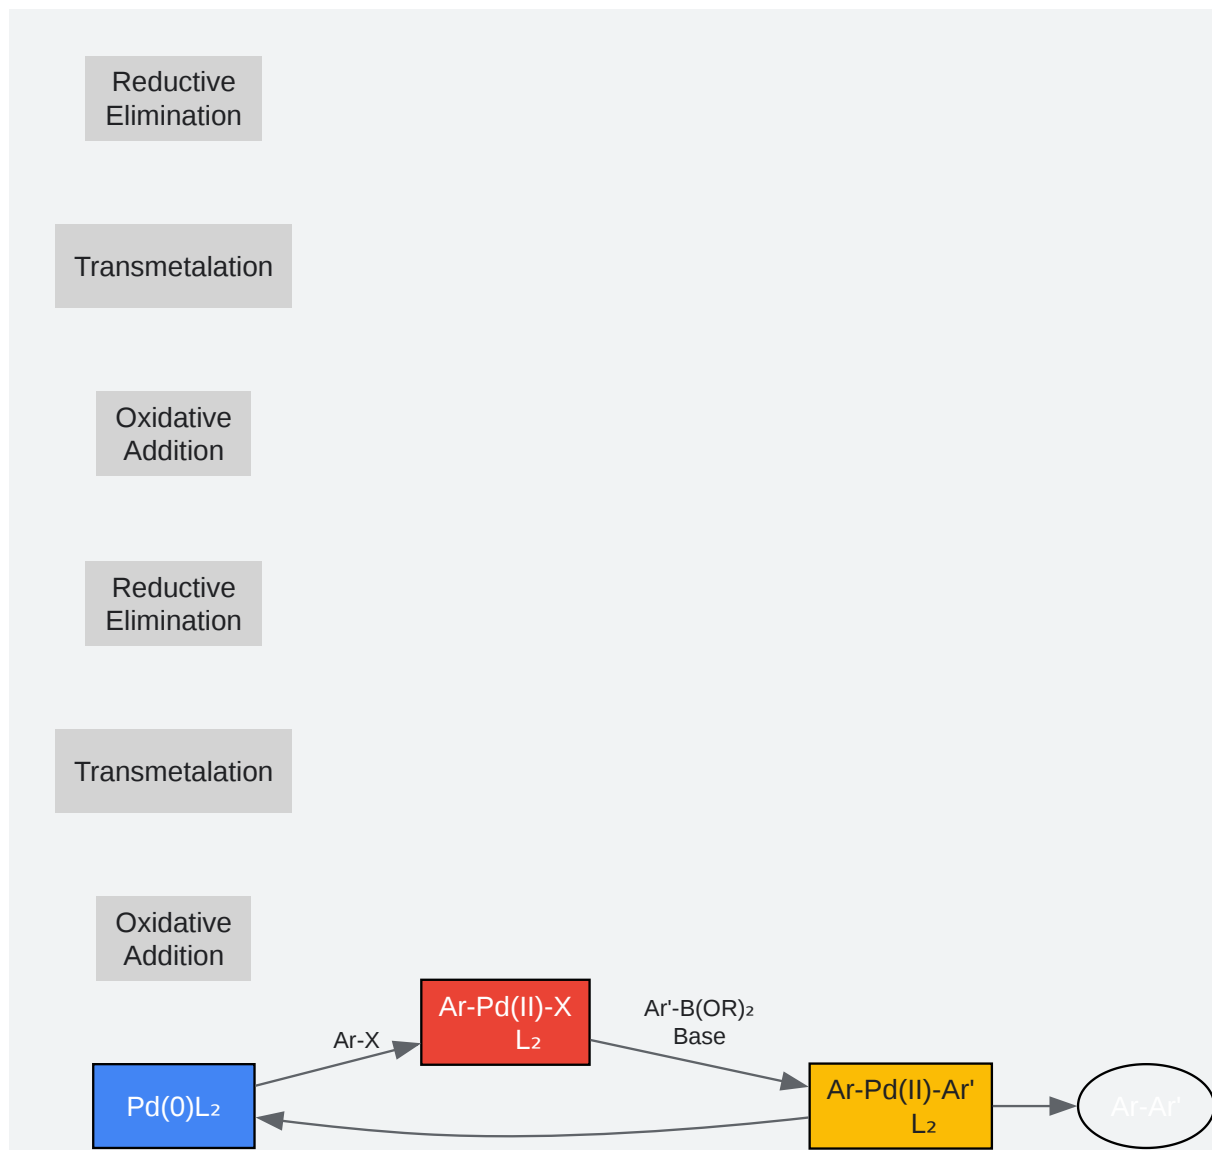 Reductive
Elimination
Transmetalation
Oxidative
Addition
Reductive
Elimination
Transmetalation
Oxidative
Addition
Ar-Pd(II)-X
L₂
Ar'-B(OR)₂
Base
Ar-X
Pd(0)L₂
Ar-Pd(II)-Ar'
L₂
Ar-Ar'